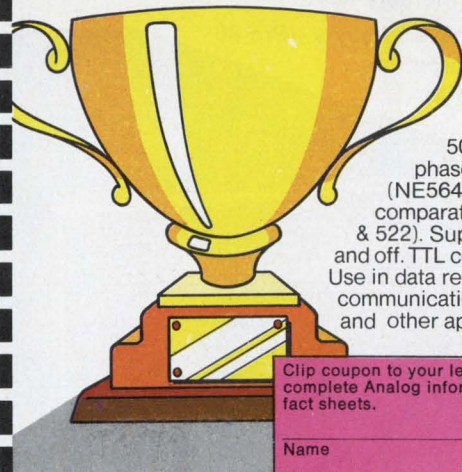 50
phase
(NE564
comparat
& 522). Sup
and off. TTL c
Use in data re
communicati
and other ap
Clip coupon to your le
complete Analog infor
fact sheets.
Name